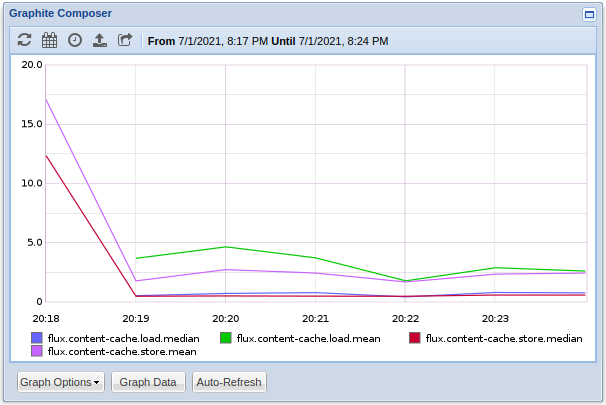 Graphite Composer
From 7/1/2021, 8:17 PM Until 7/1/2021, 8:24 PM
20.0
15.0
10.0
5.0
0
20:18 20:19 20:20 20:21 20:22 20:23
flux.content-cache.load.median flux.content-cache.load.mean flux.content-cache.store.median
flux.content-cache.store.mean
Graph Options Graph Data Auto-Refresh